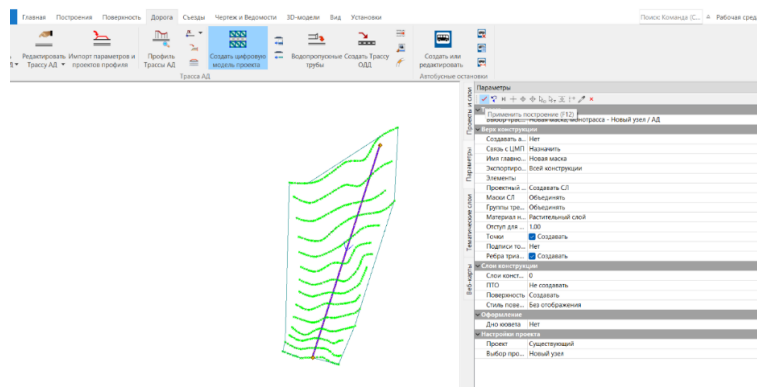 Главная Построения Поверхность Дорога Съезды Чертеж и Ведомости 3D-модели Вид Установки
Поиск: Команда (С... Рабочая сред
Редактировать Трассу АД
Импорт параметров и проектов профиля
Профиль Трассы АД
Создать цифровую модель проекта
Водопропускные трубы
Создать Трассу ОДД
Создать или редактировать
Трасса АД
Автобусные остановки
Проекты и слои
Параметры
Тематические слои
Веб-карты
Параметры
Применить построение (F12)
Выбор трас... Новая маска, монотрасса - Новый узел / АД
Верх конструкции
Создавать в... Нет
Связь с ЦМП Назначить
Имя главно... Новая маска
Экспортиро... Всей конструкции
Элементы
Проектный ... Создавать СЛ
Маски СЛ Объединять
Группы тре... Объединять
Материал н... Растительный слой
Отступ для ... 1,00
Точки Создавать
Подписи то... Нет
Ребра триа... Создавать
Слои конструкции
Слои конст... 0
ПТО Не создавать
Поверхность Создавать
Стиль пове... Без отображения
Оформление
Дно кювета Нет
Настройки проекта
Проект Существующий
Выбор про... Новый узел